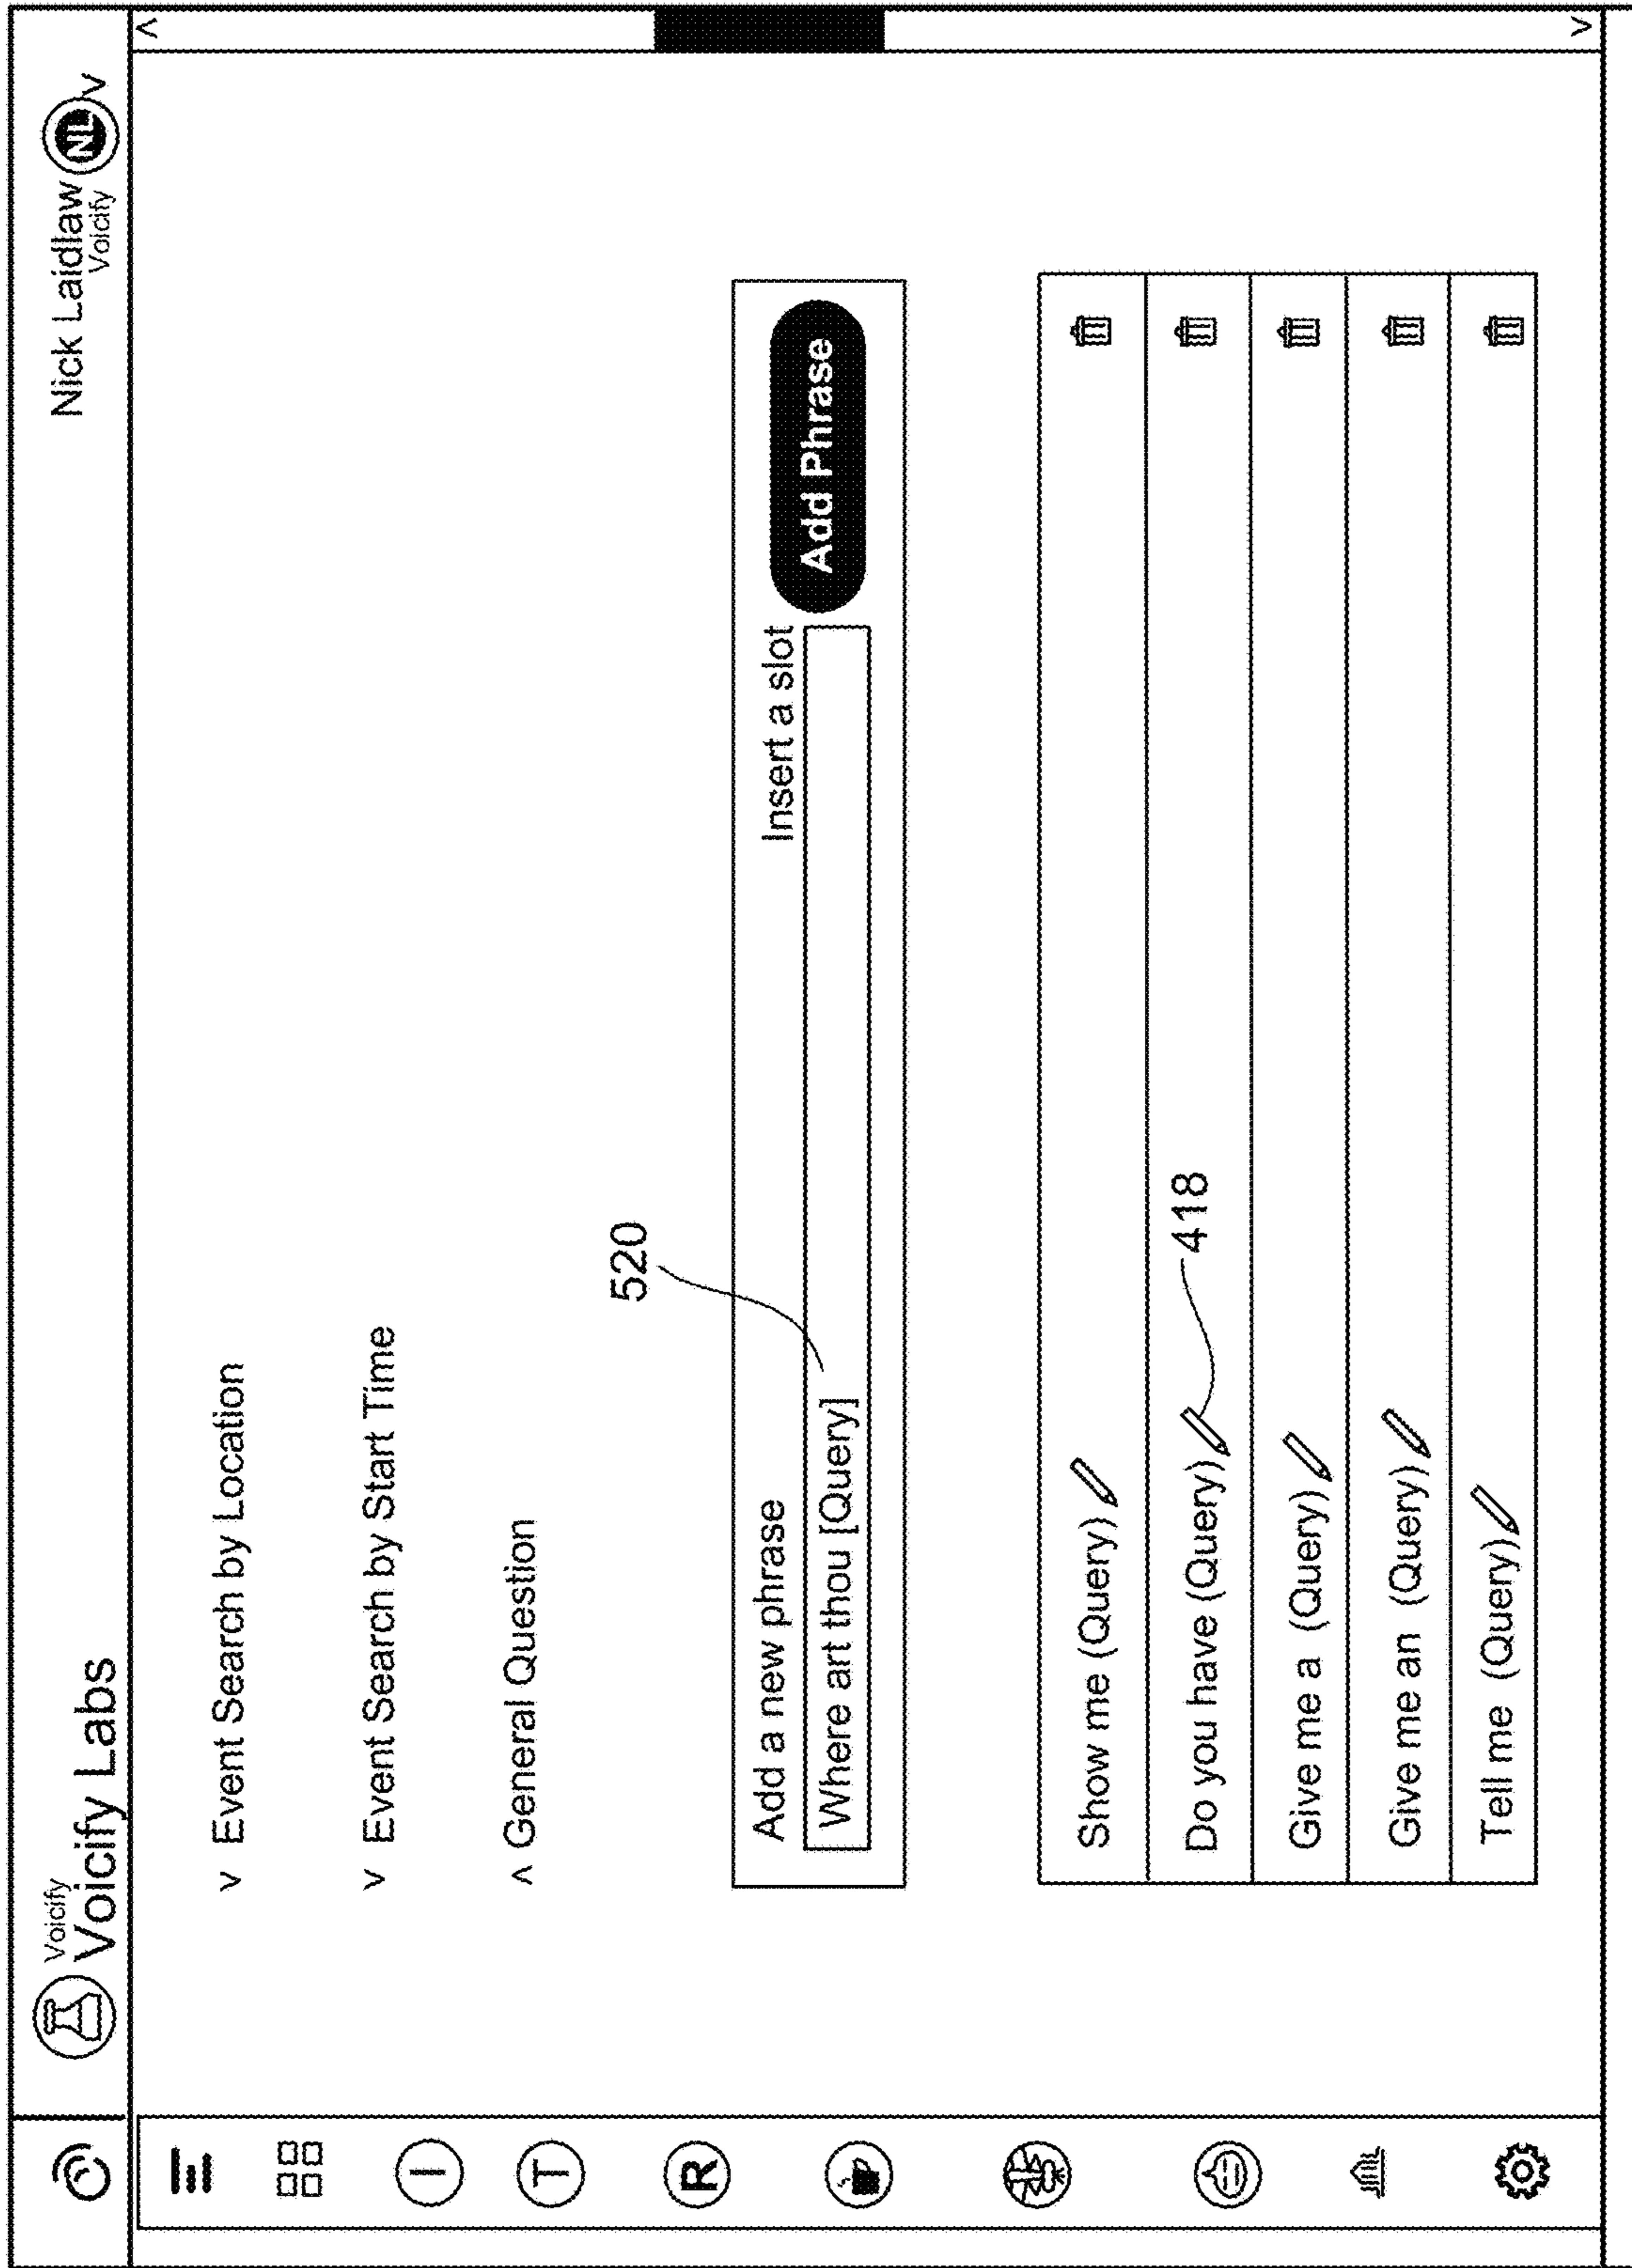 Voicify
Voicify Labs
Nick Laidlaw
Voicify
NL
v
v Event Search by Location
v Event Search by Start Time
^ General Question
520
Add a new phrase
Insert a slot
Where art thou [Query]
Add Phrase
Show me (Query)
Do you have (Query)
418
Give me a (Query)
Give me an (Query)
Tell me (Query)
I
T
R